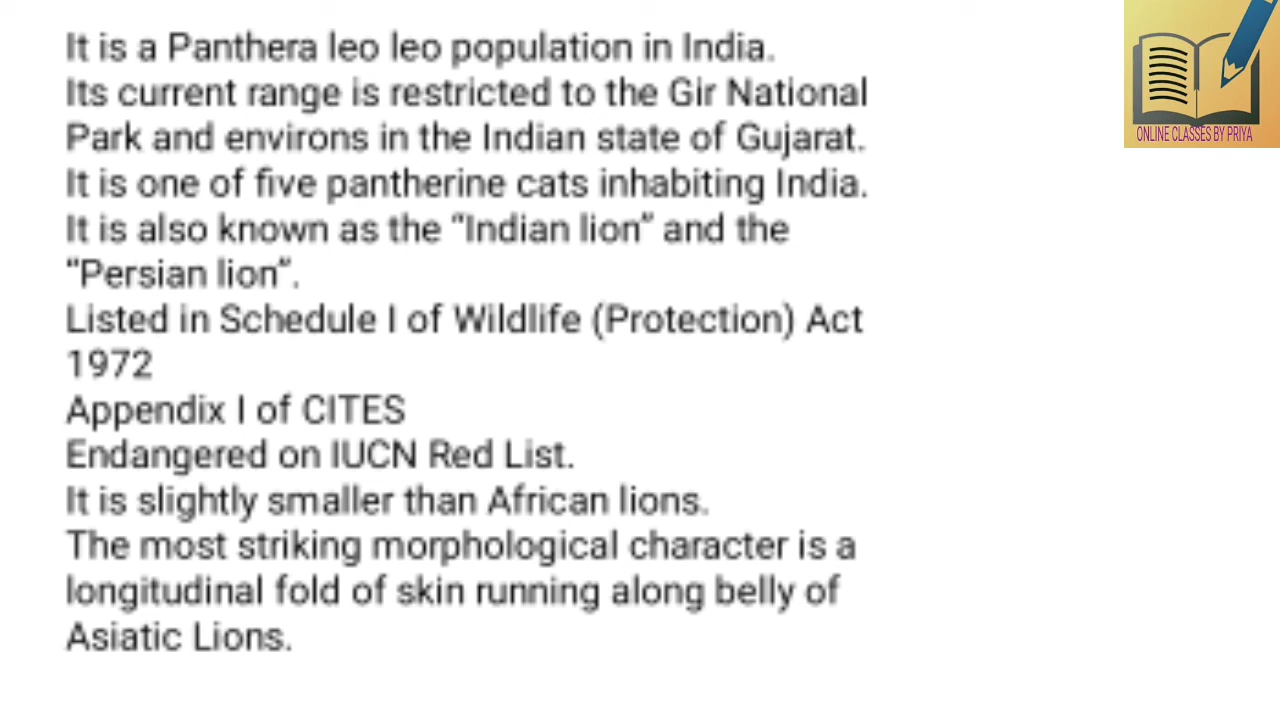 It is a Panthera leo leo population in India.
Its current range is restricted to the Gir National
Park and environs in the Indian state of Gujarat.
It is one of five pantherine cats inhabiting India.
It is also known as the “Indian lion” and the
“Persian lion”.
Listed in Schedule I of Wildlife (Protection) Act
1972
Appendix I of CITES
Endangered on IUCN Red List.
It is slightly smaller than African lions.
The most striking morphological character is a
longitudinal fold of skin running along belly of
Asiatic Lions.
ONLINE CLASSES BY PRIYA